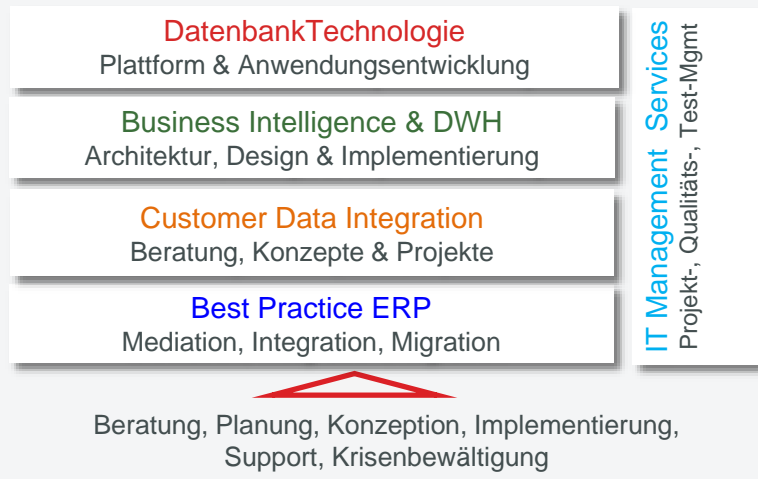 DatenbankTechnologie
Plattform & Anwendungsentwicklung
Business Intelligence & DWH
Architektur, Design & Implementierung
Customer Data Integration
Beratung, Konzepte & Projekte
Best Practice ERP
Mediation, Integration, Migration
Beratung, Planung, Konzeption, Implementierung,
Support, Krisenbewältigung
IT Management Services
Projekt-, Qualitäts-, Test-Mgmt